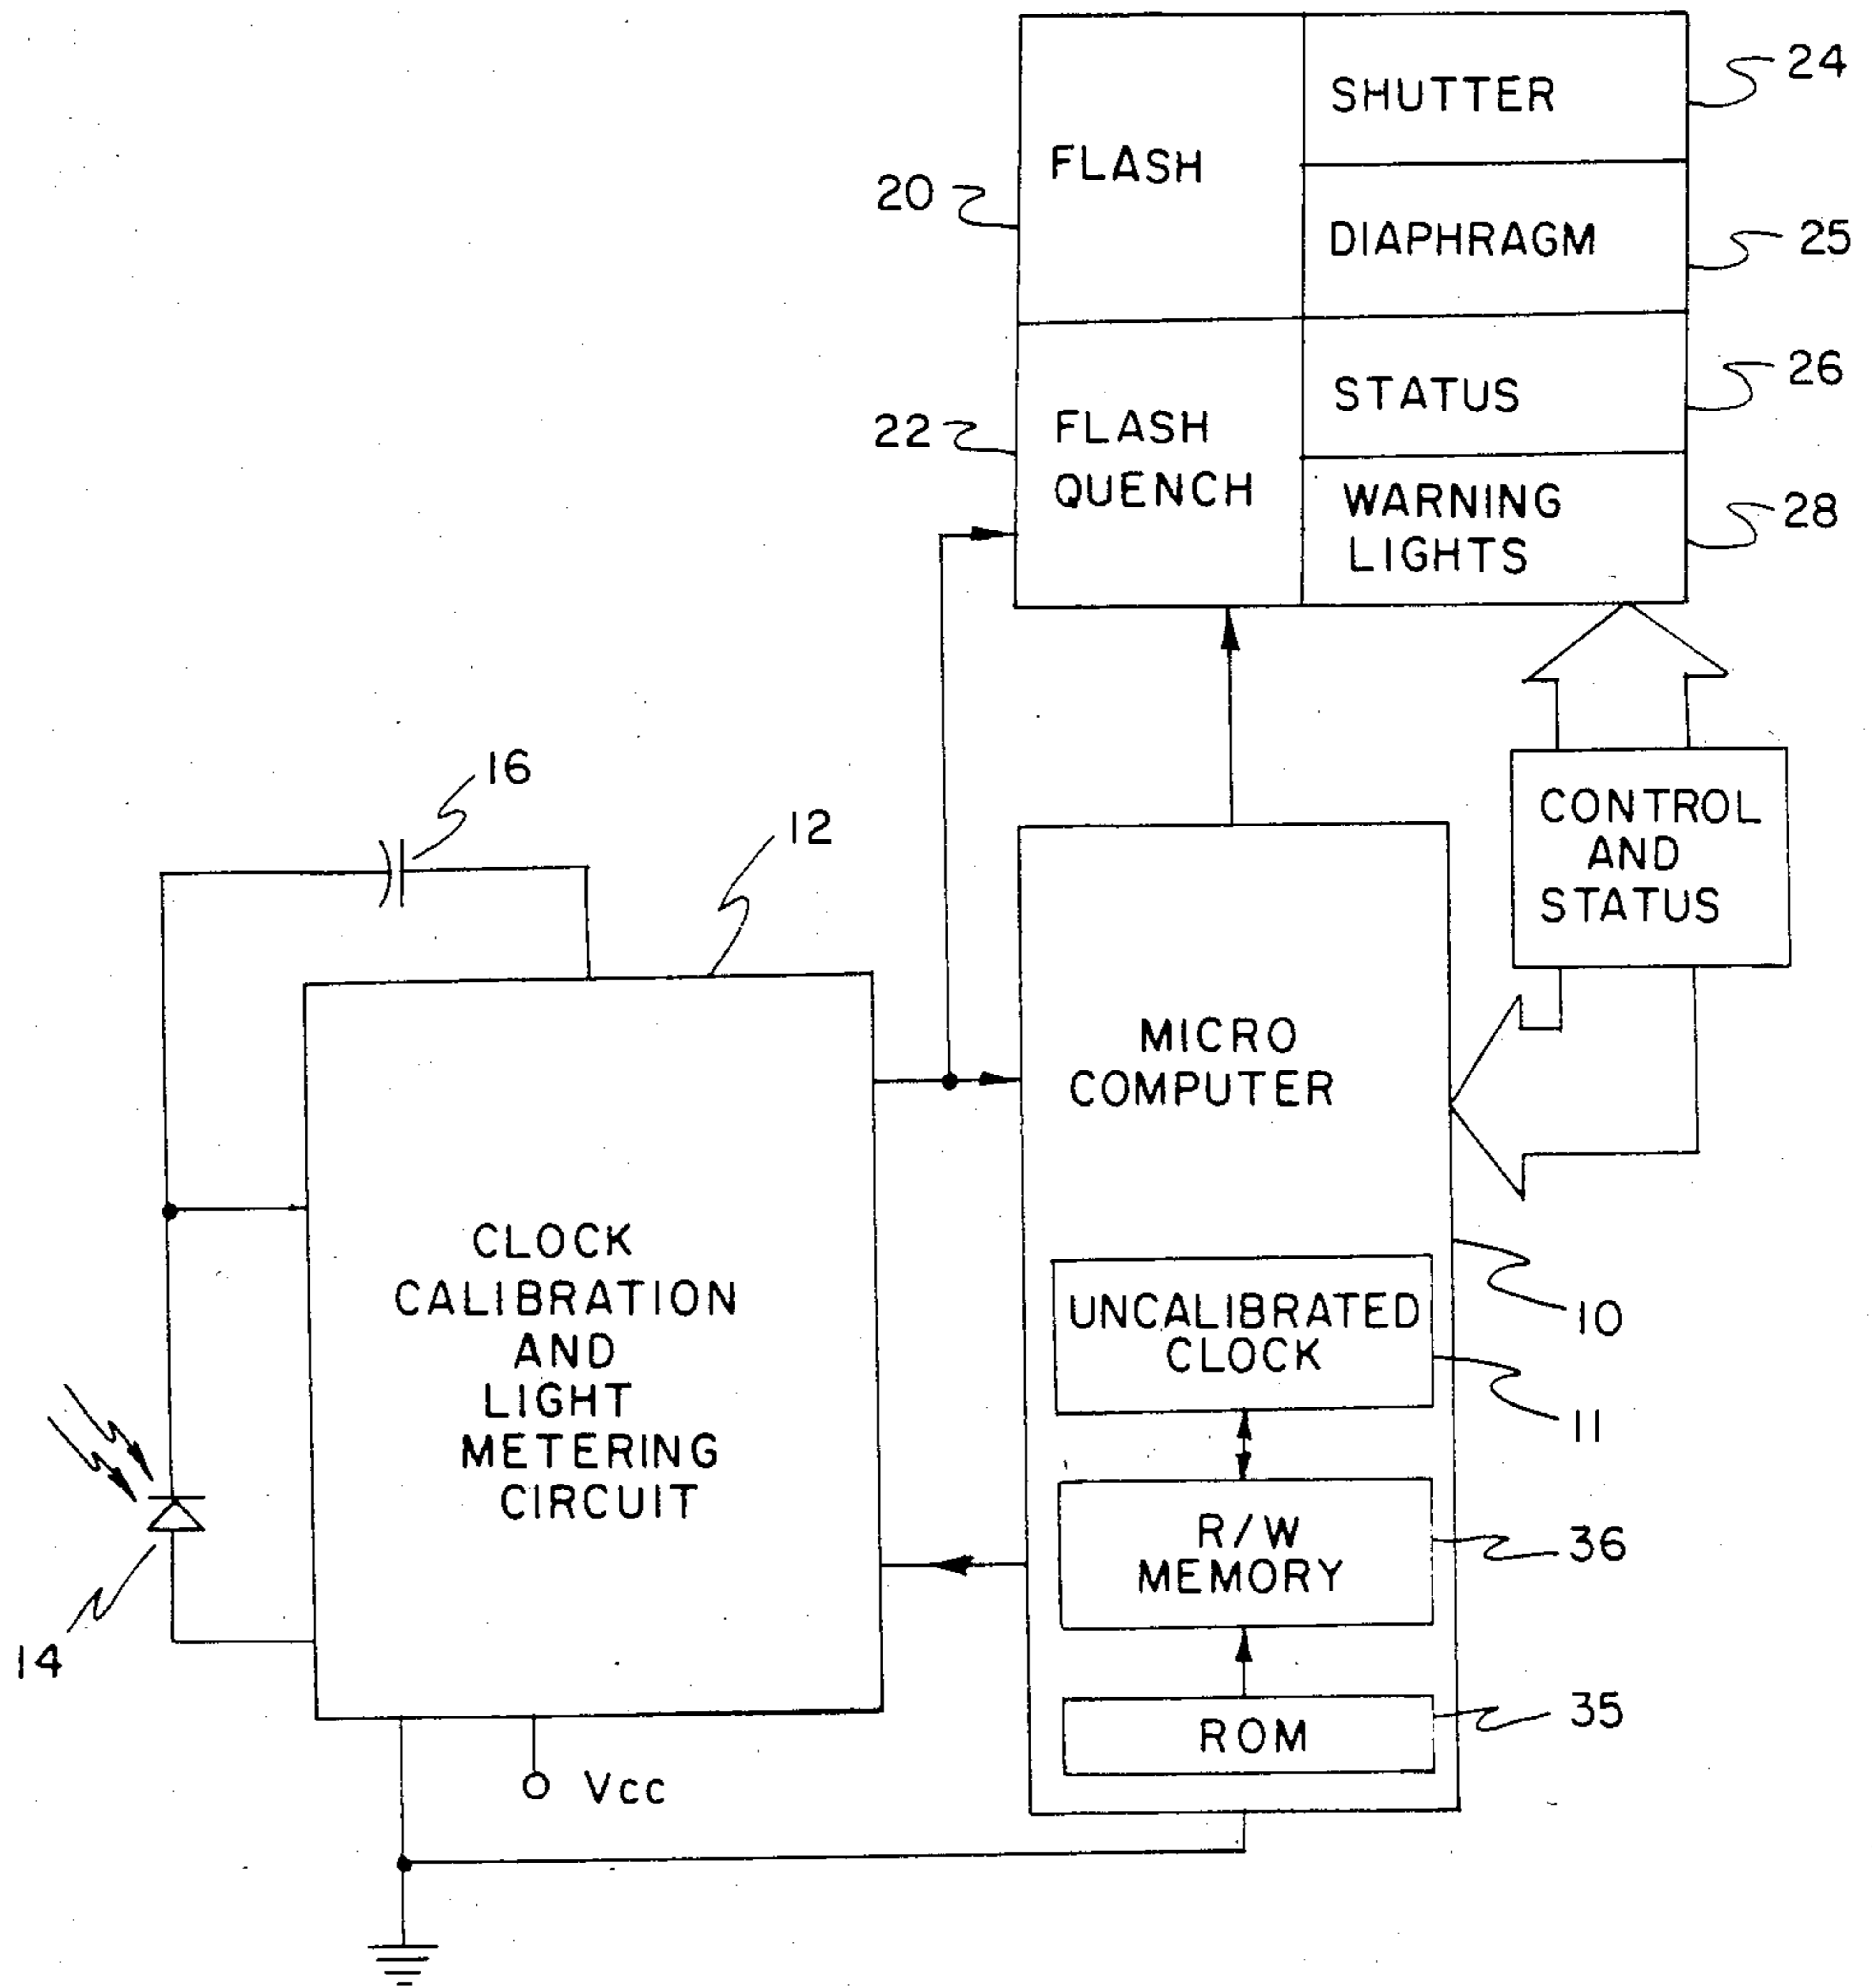 SHUTTER
24
FLASH
20
DIAPHRAGM
25
STATUS
26
22
FLASH
QUENCH
WARNING
LIGHTS
28
16
12
CONTROL
AND
STATUS
MICRO
COMPUTER
CLOCK
CALIBRATION
AND
LIGHT
METERING
CIRCUIT
10
UNCALIBRATED
CLOCK
11
R/W
MEMORY
36
14
ROM
35
Vcc